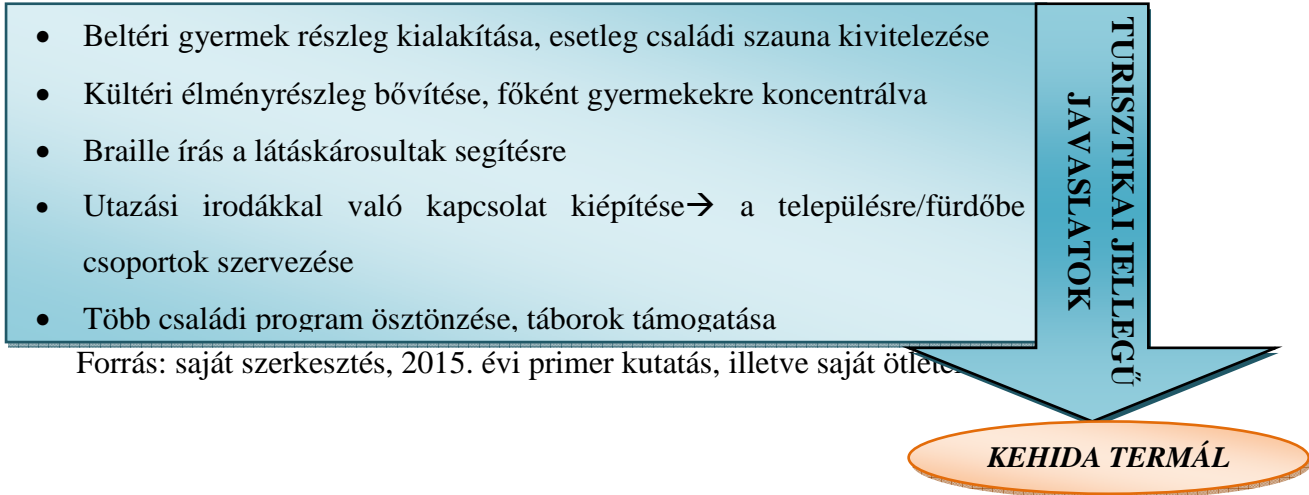 • Beltéri gyermek részleg kialakítása, esetleg családi szauna kivitelezése
• Kültéri élményrészleg bővítése, főként gyermekekre koncentrálva
• Braille írás a látáskárosultak segítésre
• Utazási irodákkal való kapcsolat kiépítése→ a településre/fürdőbe
csoportok szervezése
• Több családi program ösztönzése, táborok támogatása
Forrás: saját szerkesztés, 2015. évi primer kutatás, illetve saját
TURISZTIKAI JELLEGŰ
JAVASLATOK
KEHIDA TERMÁL